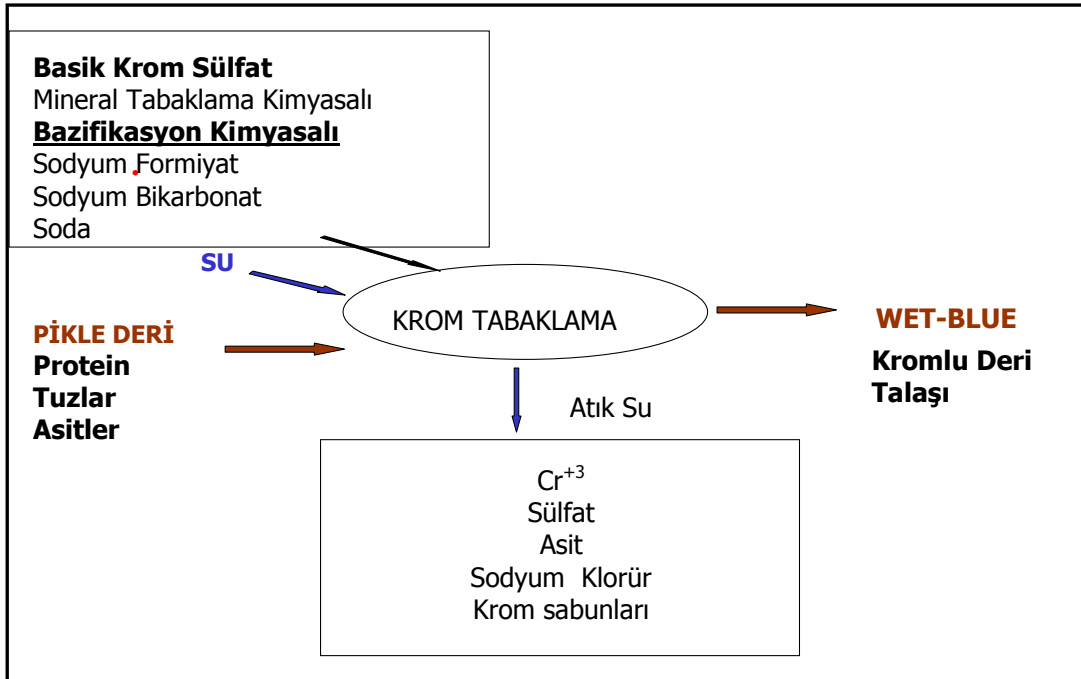 Basik Krom Sülfat
Mineral Tabaklama Kimyasalı
Bazifikasyon Kimyasalı
Sodyum Formiyat
Sodyum Bikarbonat
Soda
SU
KROM TABAKLAMA
PİKLE DERİ
Protein
Tuzlar
Asitler
WET-BLUE
Kromlu Deri
Talaşı
Atık Su
Cr+3
Sülfat
Asit
Sodyum Klorür
Krom sabunları